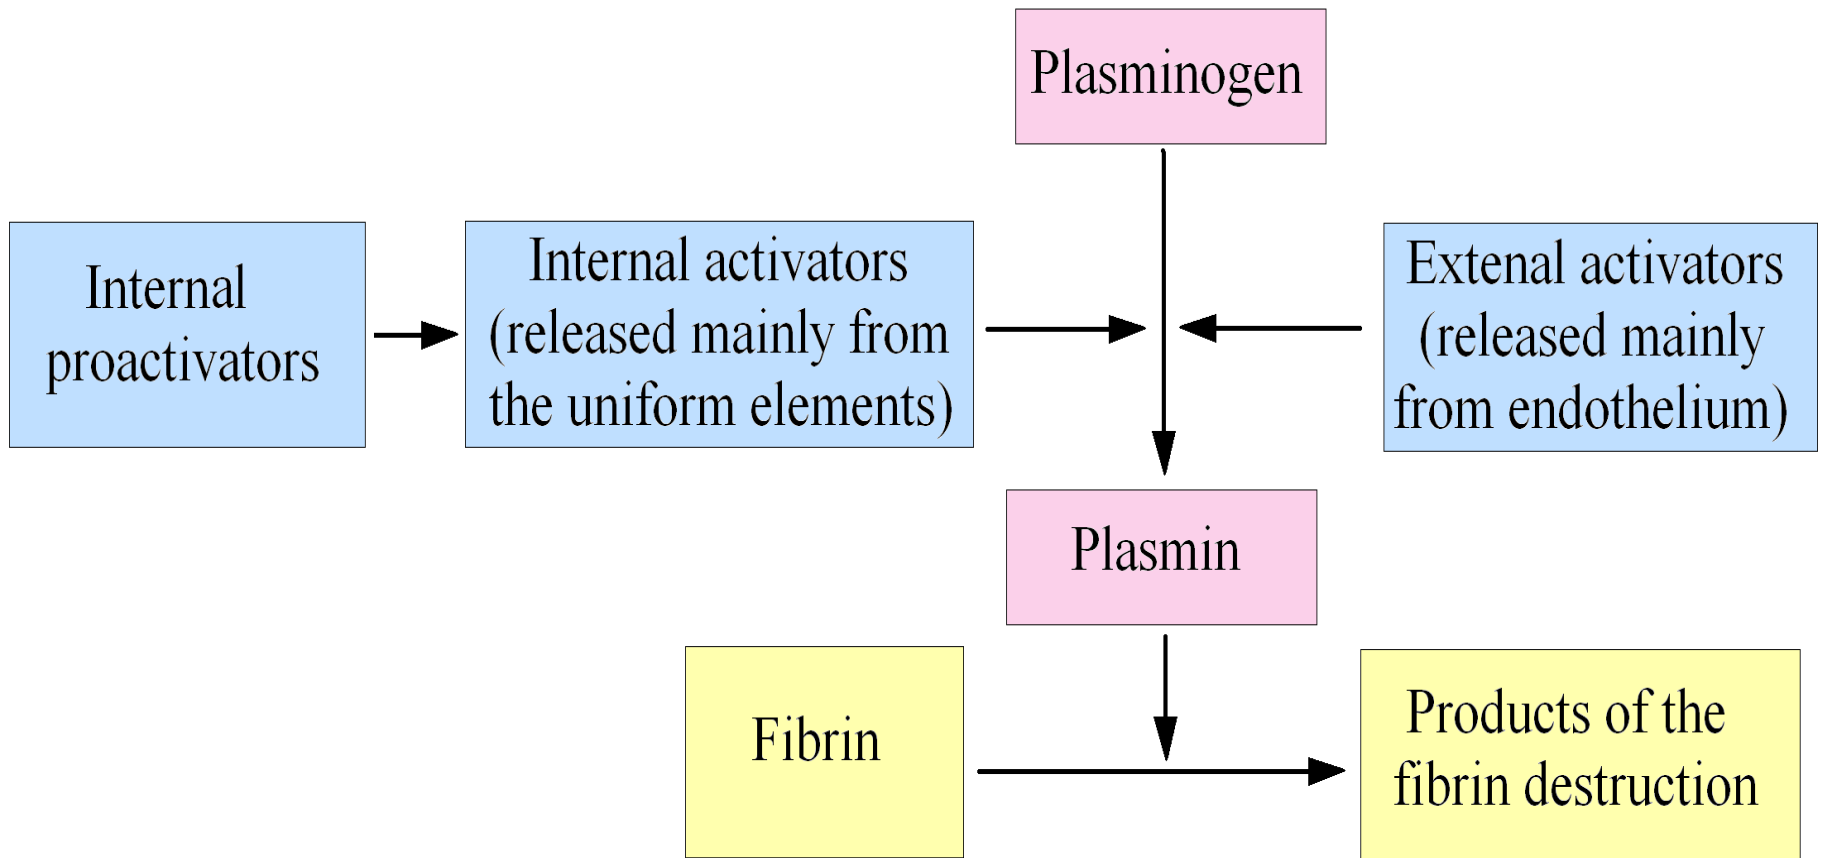 Plasminogen
Internal
proactivators
Internal activators
(released mainly from
the uniform elements)
Extenal activators
(released mainly
from endothelium)
Plasmin
Fibrin
Products of the
fibrin destruction